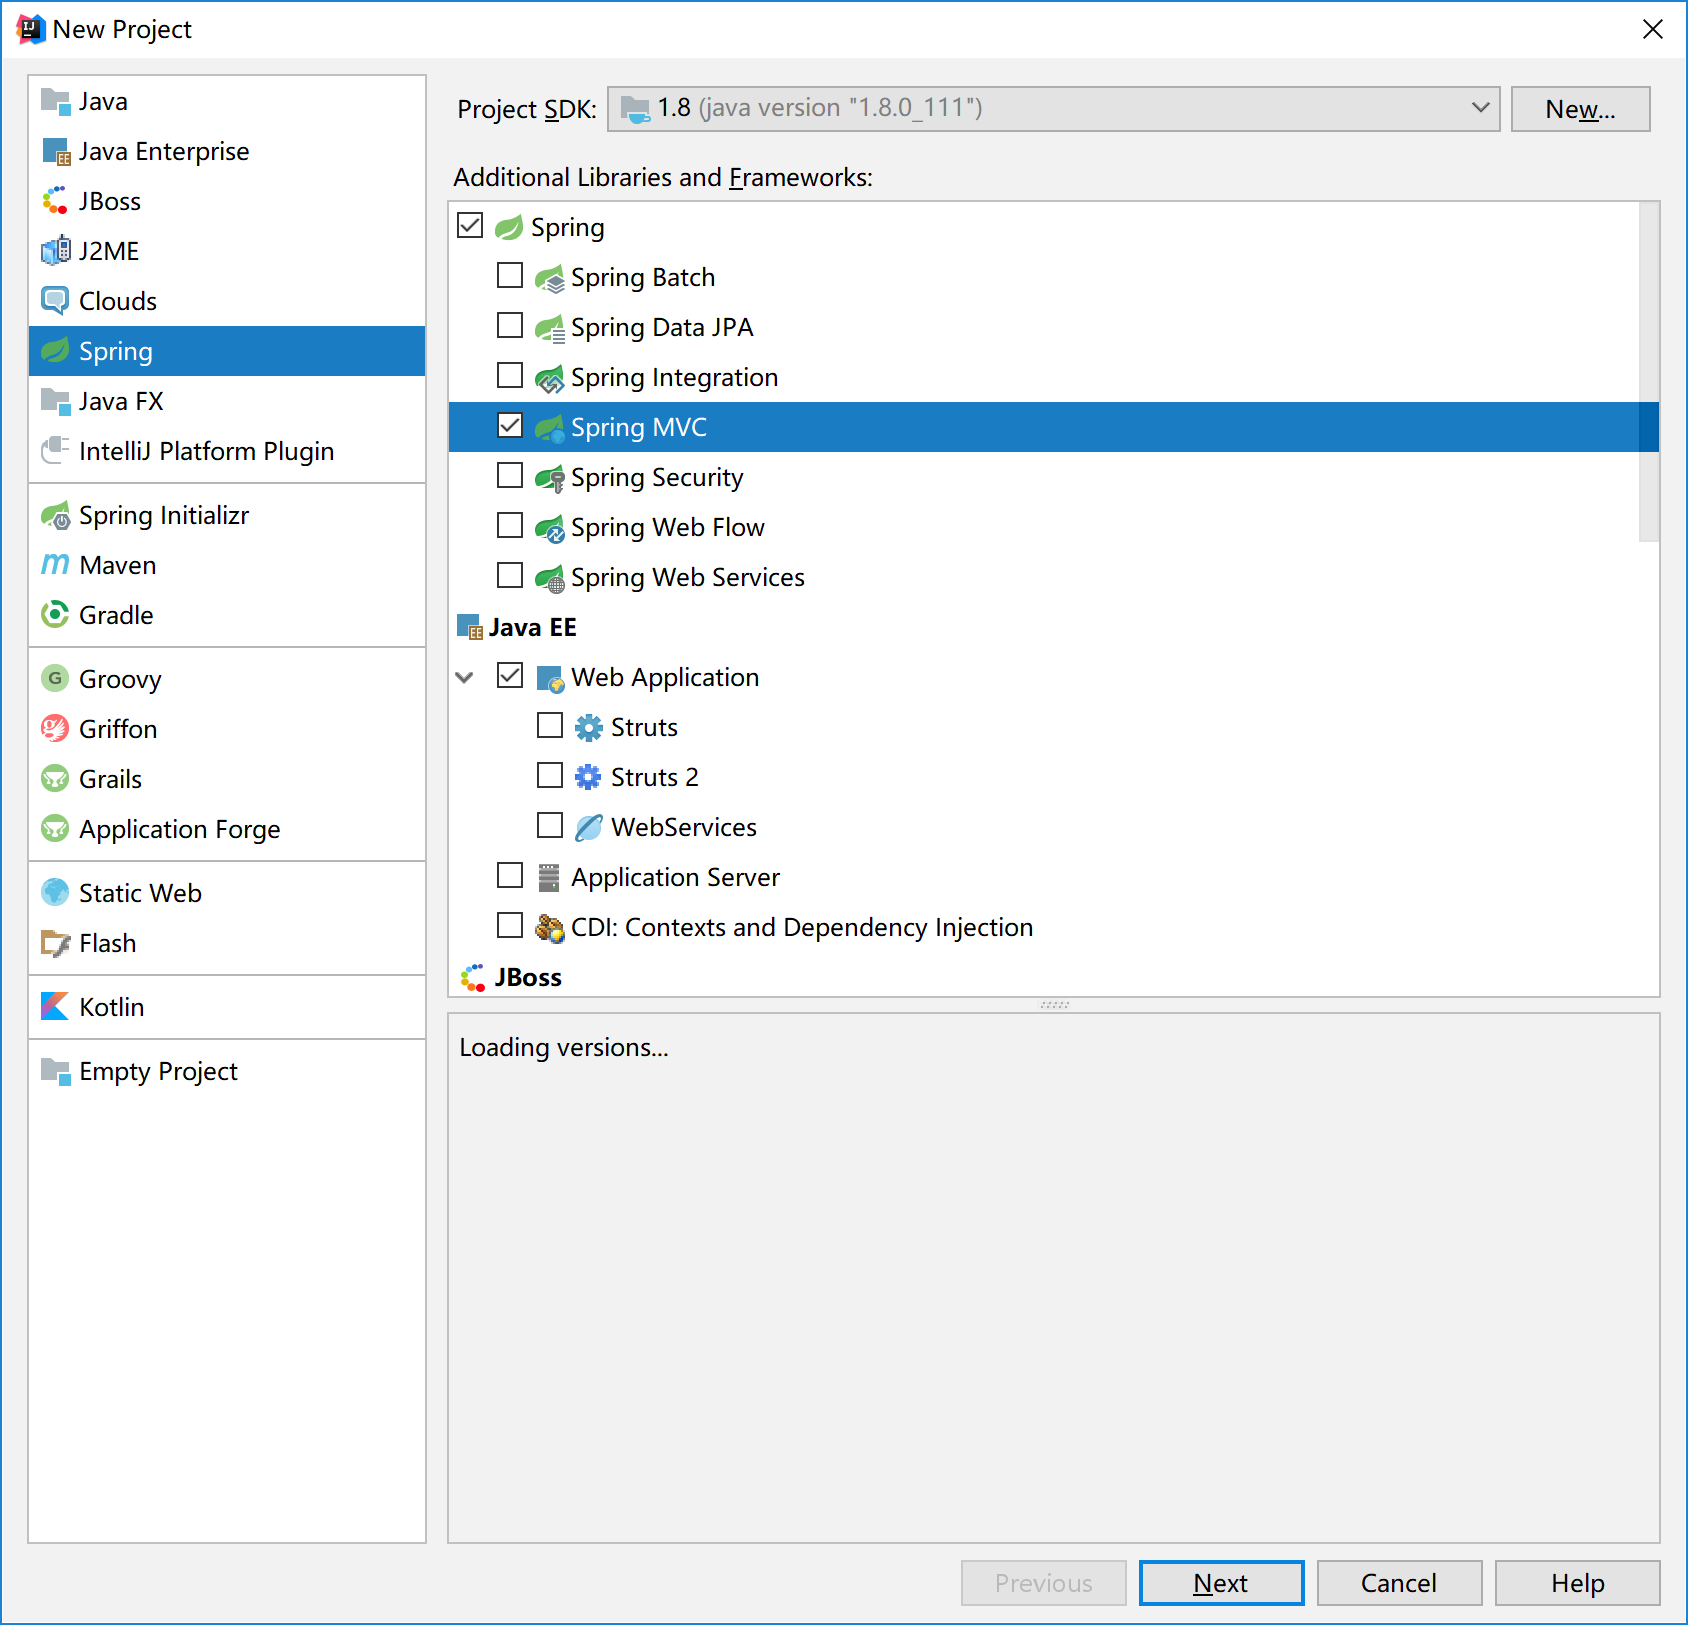 New Project
Java
Java Enterprise
JBoss
J2ME
Clouds
Spring
Java FX
IntelliJ Platform Plugin
Spring Initializr
Maven
Gradle
Groovy
Griffon
Grails
Application Forge
Static Web
Flash
Kotlin
Empty Project
Project SDK: 1.8 (java version "1.8.0_111") New...
Additional Libraries and Frameworks:
Spring
Spring Batch
Spring Data JPA
Spring Integration
Spring MVC
Spring Security
Spring Web Flow
Spring Web Services
Java EE
Web Application
Struts
Struts 2
WebServices
Application Server
CDI: Contexts and Dependency Injection
JBoss
Loading versions...
Previous Next Cancel Help